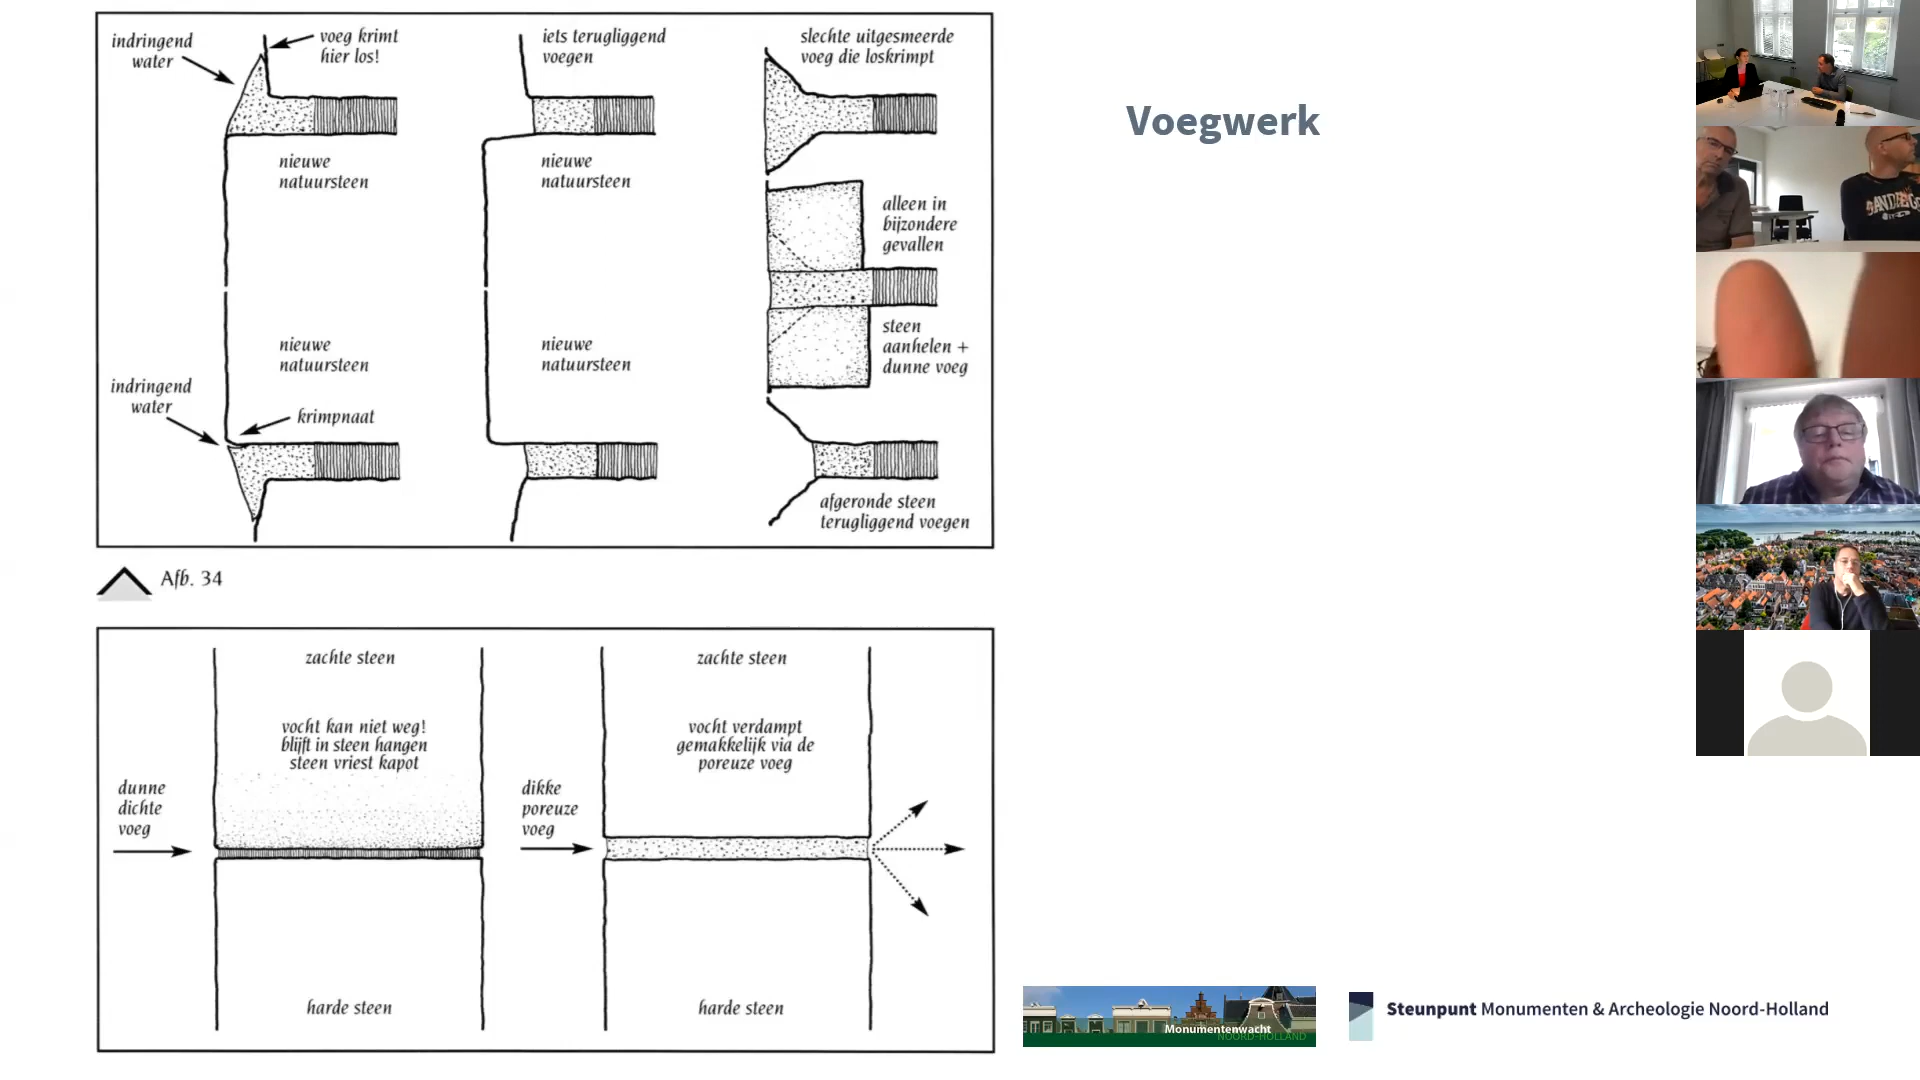 indringend
water
voeg krimt
hier los!
nieuwe
natuursteen
nieuwe
natuursteen
indringend
water
krimpnaat
iets terugliggend
voegen
nieuwe
natuursteen
nieuwe
natuursteen
slechte uitgesmeerde
voeg die loskrimpt
alleen in
bijzondere
gevallen
steen
aanhelen +
dunne voeg
afgeronde steen
terugliggend voegen
Afb. 34
zachte steen
vocht kan niet weg!
blijft in steen hangen
steen vriest kapot
dunne
dichte
voeg
harde steen
zachte steen
vocht verdampt
gemakkelijk via de
poreuze voeg
dikke
poreuze
voeg
harde steen
Voegwerk
Monumentenwacht
NOORD-HOLLAND
Steunpunt Monumenten & Archeologie Noord-Holland